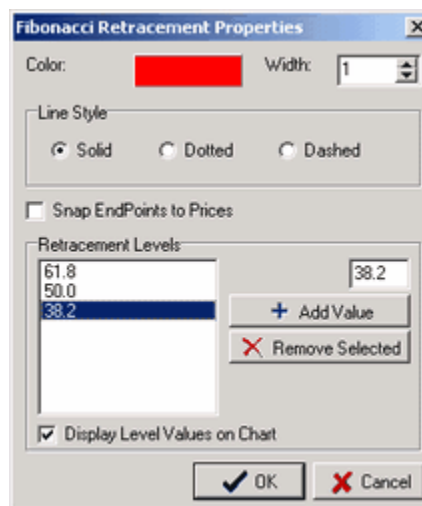 Fibonacci Retracement Properties
Color: Width: 1
Line Style
Solid Dotted Dashed
Snap EndPoints to Prices
Retracement Levels
61.8 38.2
50.0
38.2 Add Value
Remove Selected
Display Level Values on Chart
OK Cancel